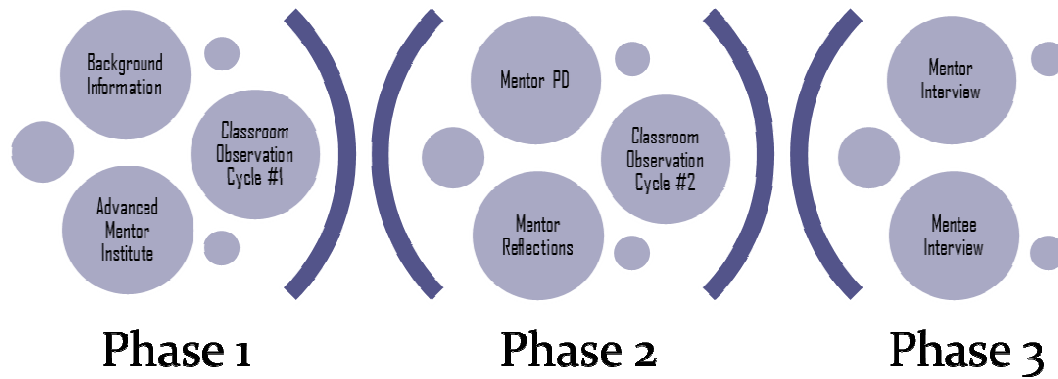 Background
Information
Classroom
Observation
Cycle #1
Advanced
Mentor
Institute
Phase 1
Mentor PD
Classroom
Observation
Cycle #2
Mentor
Reflections
Phase 2
Mentor
Interview
Mentee
Interview
Phase 3